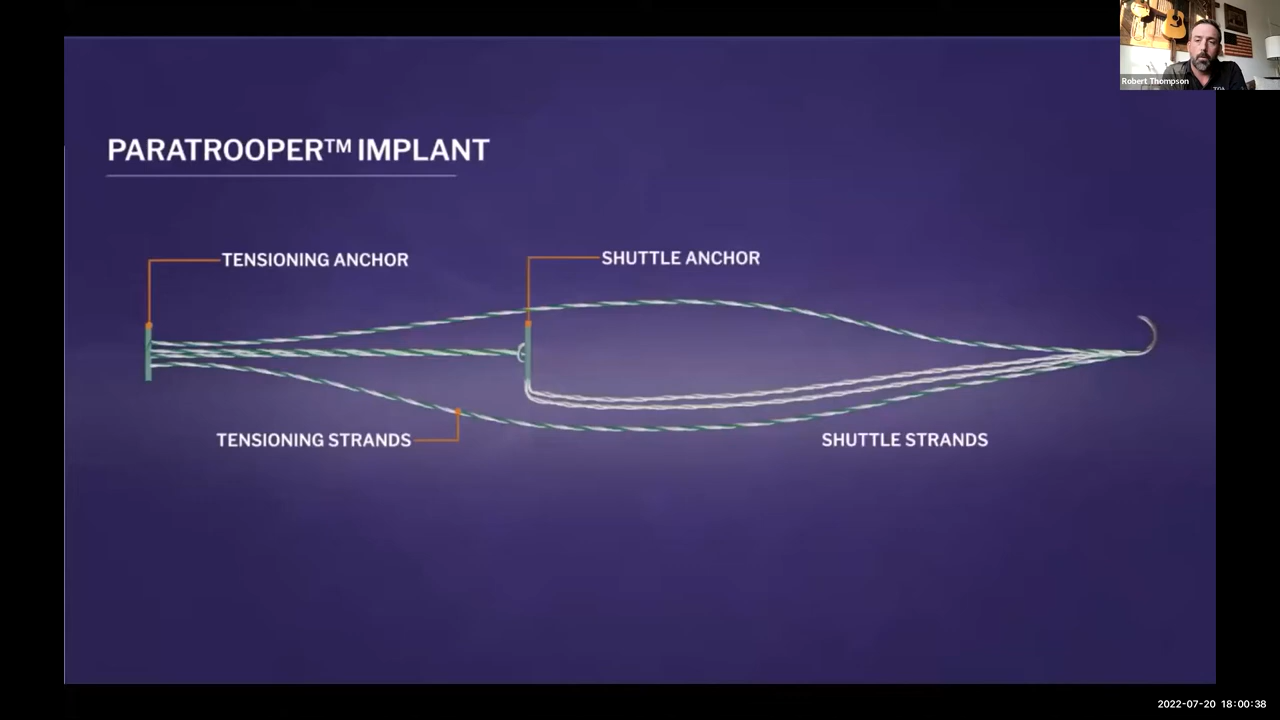 Robert Thompson
PARATROOPER™ IMPLANT
TENSIONING ANCHOR
SHUTTLE ANCHOR
TENSIONING STRANDS
SHUTTLE STRANDS
2022-07-20 18:00:38